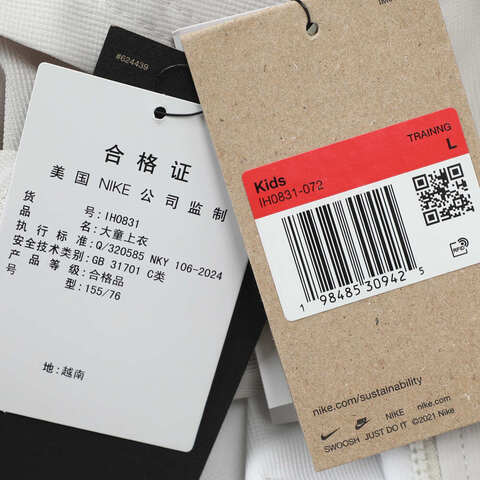 #624439
合格证
美国 NIKE 公司监制
货 号:IH0831
品 名:大童上衣
执行标准:Q/320585 NKY 106-2024
安全技术类别:GB 31701 C类
产品等级:合格品
号 型:155/76
地:越南
TRAINNG
L
Kids
IH0831-072
1 98485 30942 5
nike.com/sustainability
NIKE nike.com
SWOOSH JUST DO IT ©2021 Nike